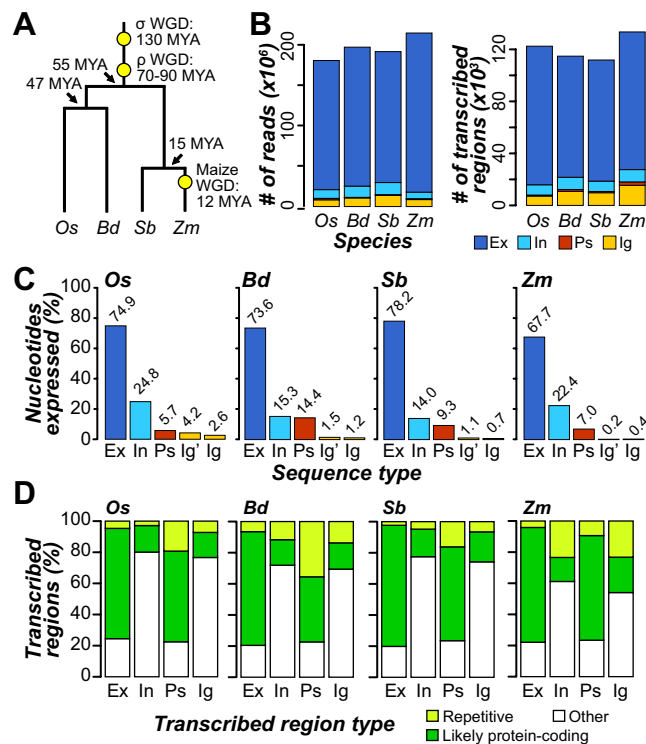 A
σ WGD:
130 MYA
ρ WGD:
70-90 MYA
55 MYA
47 MYA
15 MYA
Maize
WGD:
12 MYA
Os Bd Sb Zm
B
# of reads (x10⁶)
200
100
0
Os Bd Sb Zm
Species
# of transcribed
regions (x10³)
120
80
40
0
Os Bd Sb Zm
Ex In Ps Ig
C
Nucleotides
expressed (%)
100
80
60
40
20
0
Os
74.9 24.8 5.7 4.2 2.6
Ex In Ps Ig' Ig
Bd
73.6 15.3 14.4 1.5 1.2
Ex In Ps Ig' Ig
Sb
78.2 14.0 9.3 1.1 0.7
Ex In Ps Ig' Ig
Zm
67.7 22.4 7.0 0.2 0.4
Ex In Ps Ig' Ig
Sequence type
D
Transcribed
regions (%)
100
80
60
40
20
0
Os
Ex In Ps Ig
Bd
Ex In Ps Ig
Sb
Ex In Ps Ig
Zm
Ex In Ps Ig
Transcribed region type
Repetitive Other
Likely protein-coding